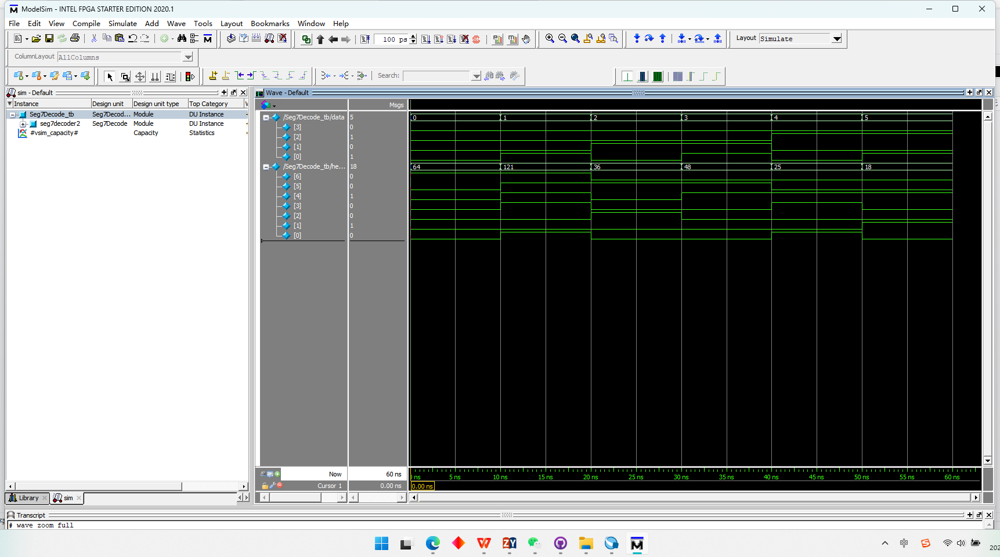 ModelSim - INTEL FPGA STARTER EDITION 2020.1
File Edit View Compile Simulate Add Wave Tools Layout Bookmarks Window Help
100 ps
Layout Simulate
ColumnLayout AllColumns
Search:
sim - Default
Wave - Default
Instance Design unit Design unit type Top Category
Msgs
Seg7Decode_tb Seg7Decod... Module DU Instance
seg7decoder2 Seg7Decode Module DU Instance
#vsim_capacity# Capacity Statistics
/Seg7Decode_tb/data 5 0 1 2 3 4 5
[3] 0
[2] 1
[1] 0
[0] 1
/Seg7Decode_tb/he... 18 64 121 36 48 25 18
[6] 0
[5] 0
[4] 1
[3] 0
[2] 0
[1] 1
[0] 0
Now 60 ns
ns 5 ns 10 ns 15 ns 20 ns 25 ns 30 ns 35 ns 40 ns 45 ns 50 ns 55 ns 60 ns
Cursor 1 0.00 ns 0.00 ns
Library sim
Transcript
# wave zoom full
中
202